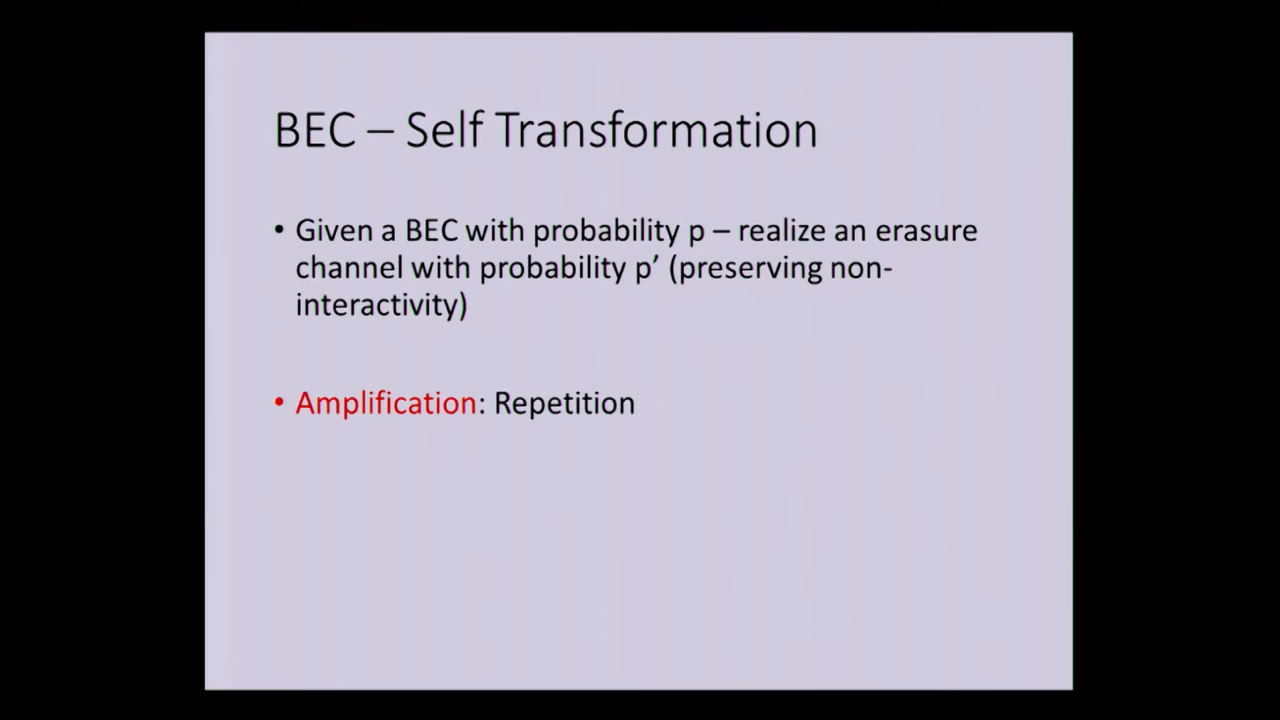 BEC – Self Transformation
• Given a BEC with probability p – realize an erasure
channel with probability p’ (preserving non-
interactivity)
• Amplification: Repetition